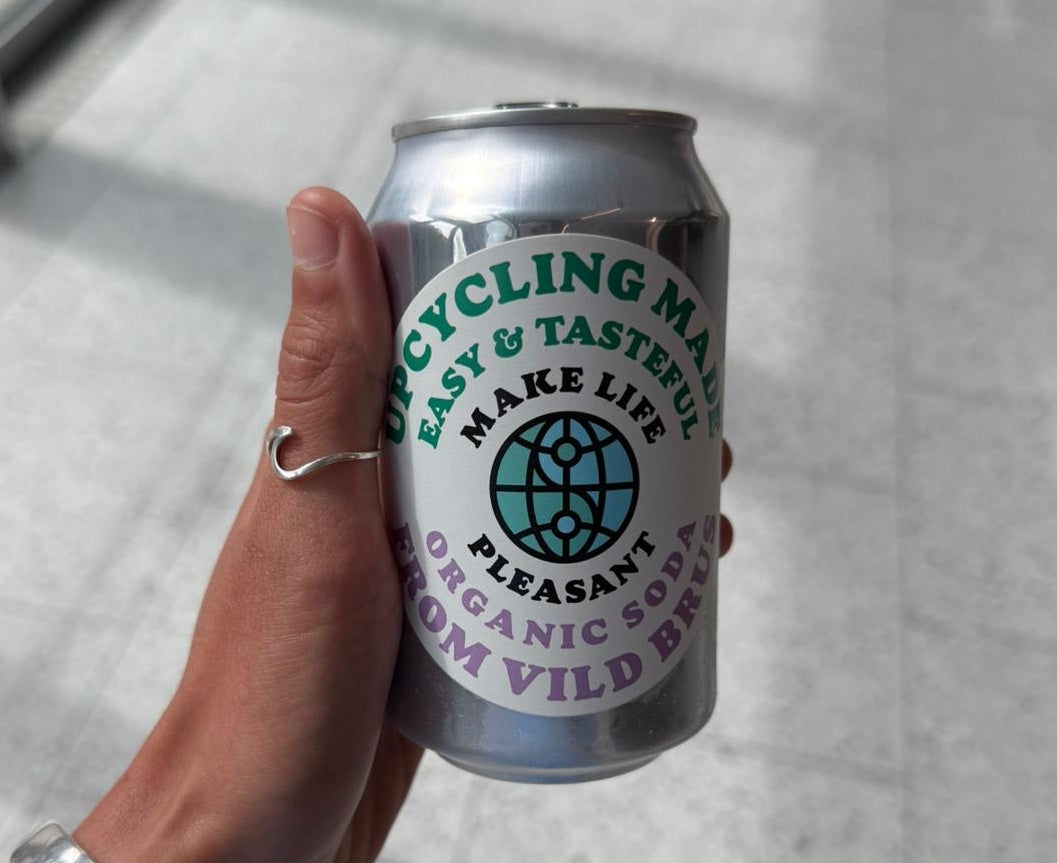 UPCYCLING MADE
EASY & TASTEFUL
MAKE LIFE
PLEASANT
ORGANIC SODA
FROM VILD BRUS